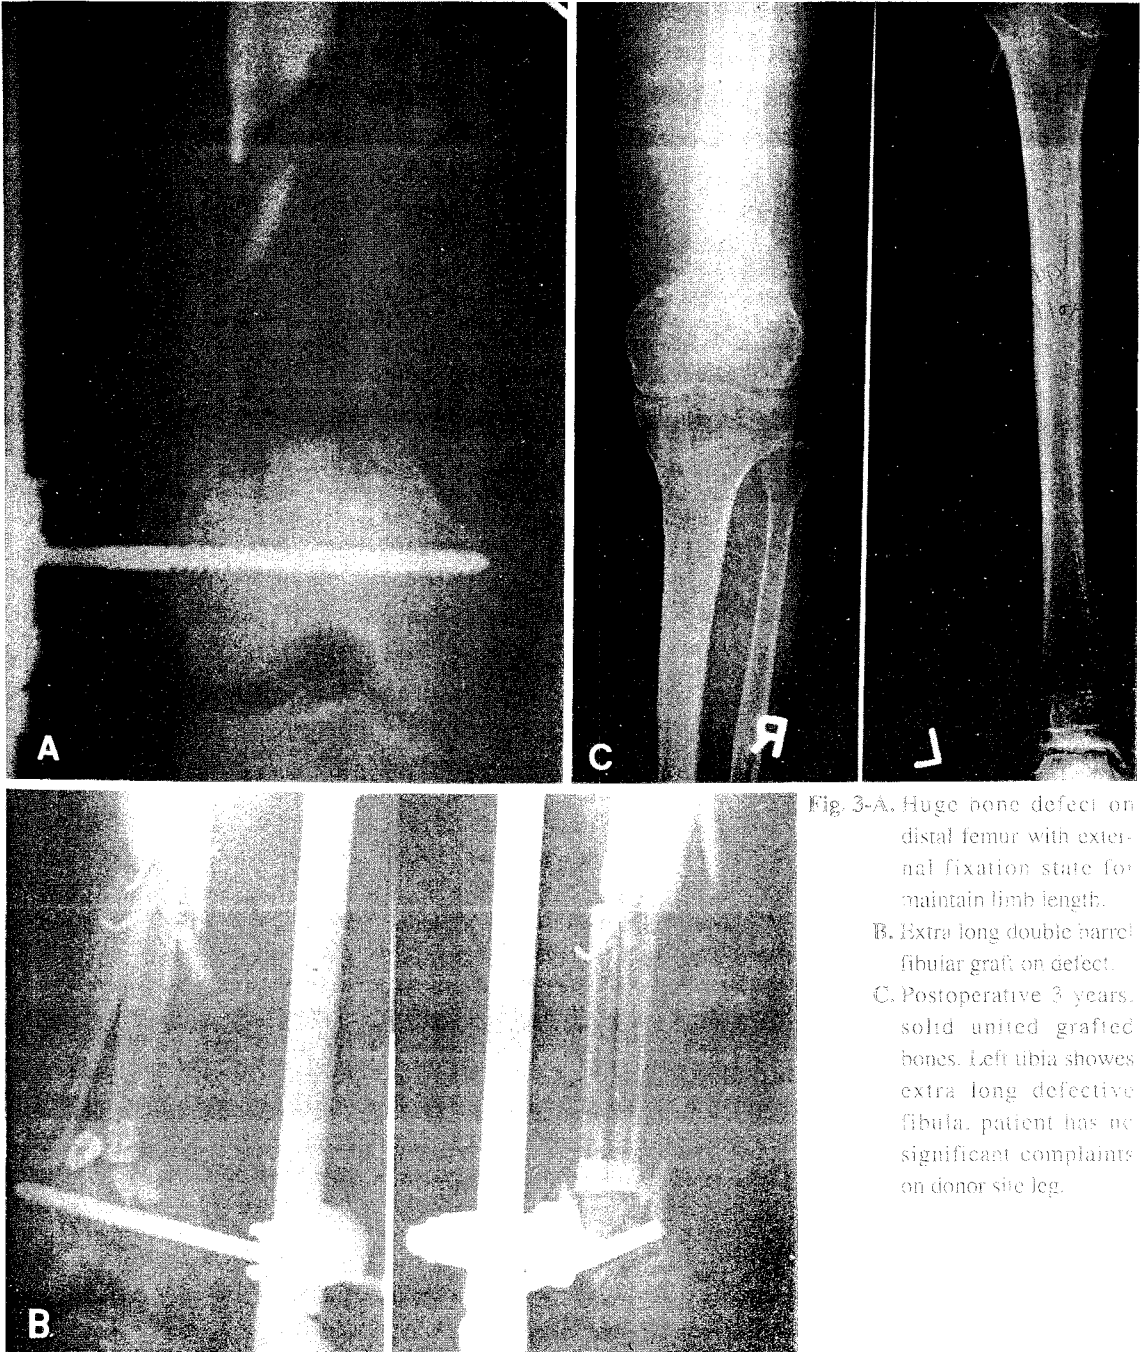 A
C
R
L
B
Fig. 3-A. Huge bone defect on
distal femur with exter-
nal fixation state for
maintain limb length.
B. Extra long double barrel
fibular graft on defect.
C. Postoperative 3 years,
solid united grafted
bones. Left tibia showes
extra long defective
fibula. patient has no
significant complaints
on donor site leg.